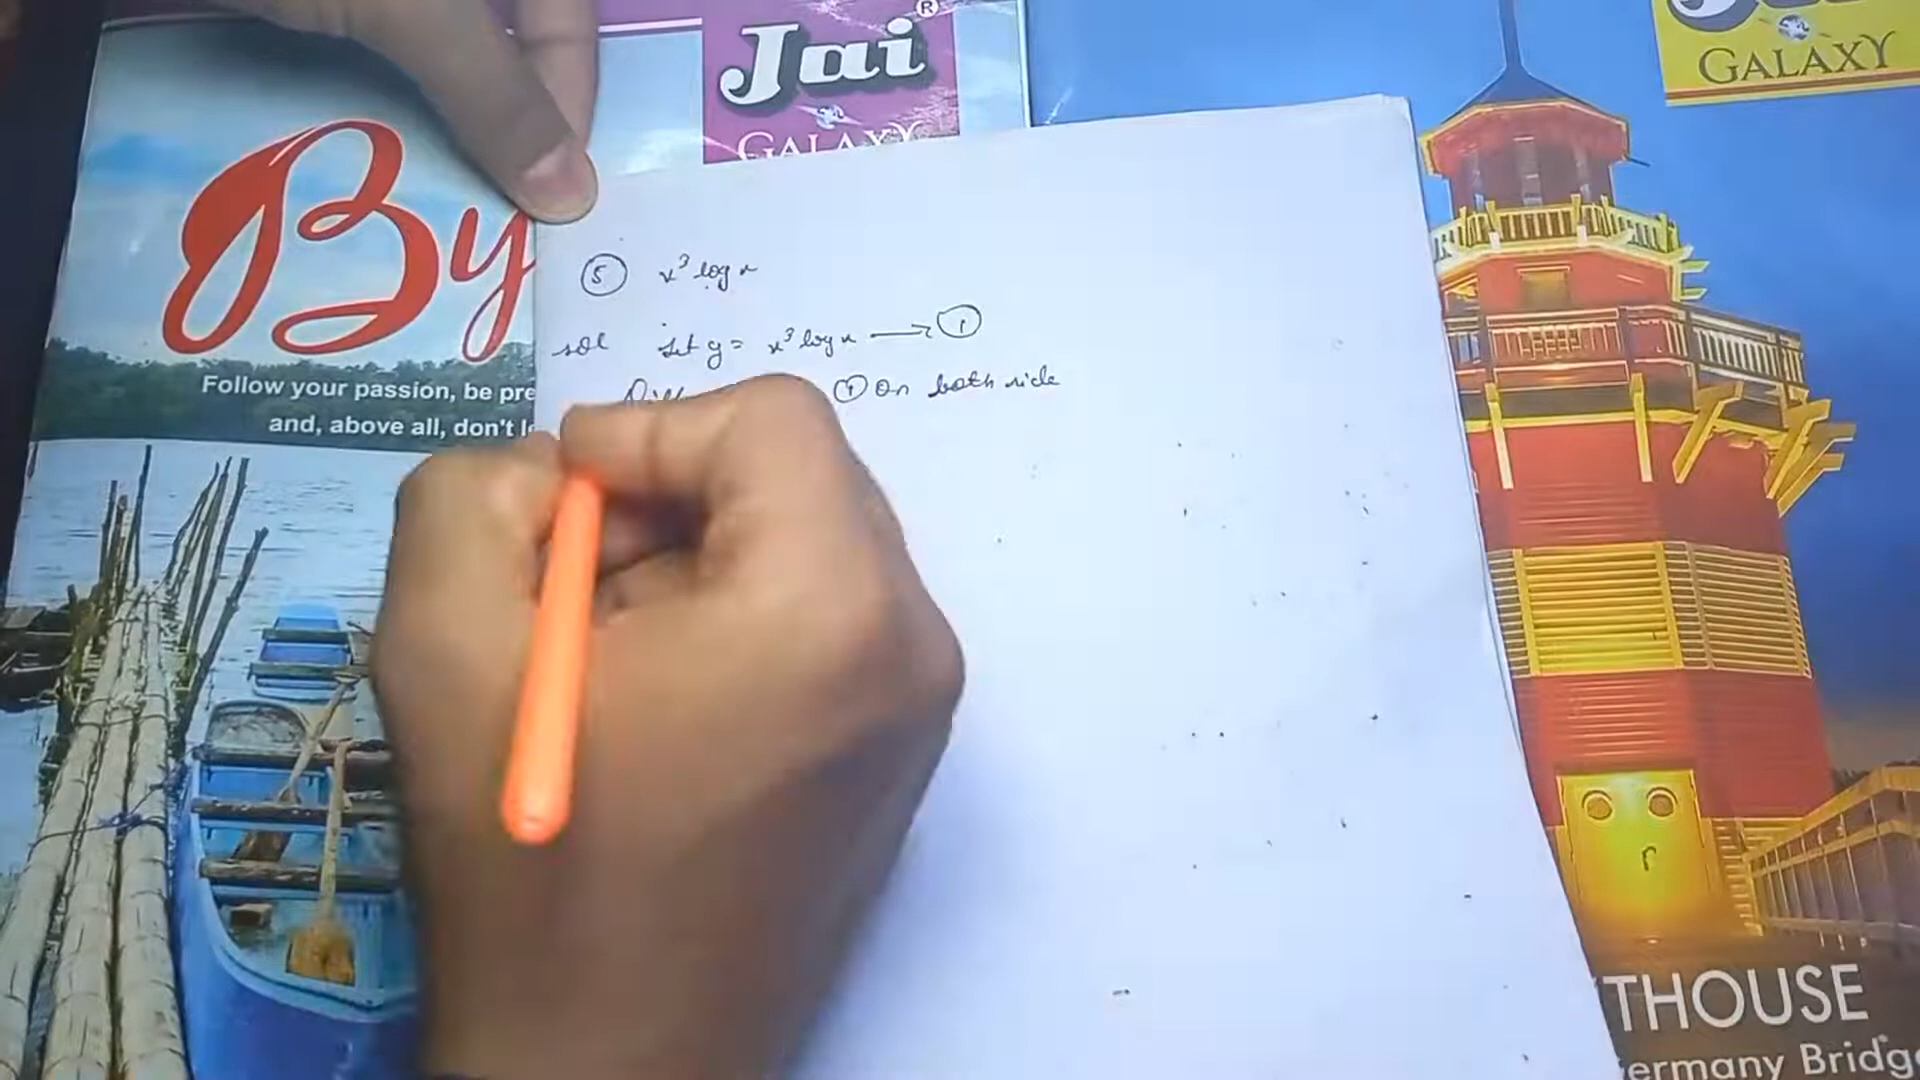 Jai ®
GALAXY
GALAXY
By
Follow your passion, be pre
and, above all, don't l
⑤ x³ log x
sol Let y = x³ log x ⟶ ①
① on both side
THOUSE
ermany Bridge